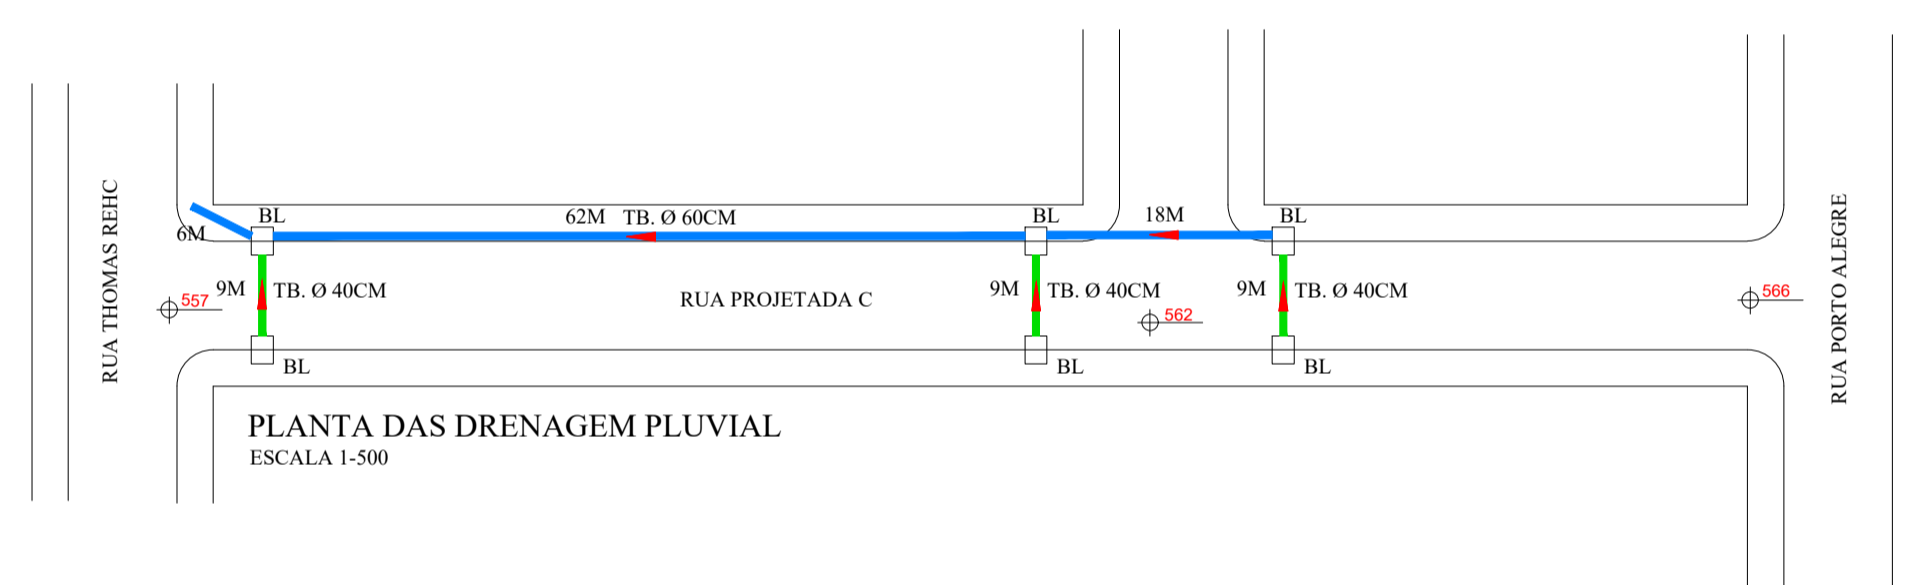 RUA THOMAS REHC
6M
BL
62M TB. Ø 60CM
BL
18M
BL
557
9M TB. Ø 40CM
RUA PROJETADA C
9M TB. Ø 40CM
562
9M TB. Ø 40CM
566
RUA PORTO ALEGRE
BL
BL
BL
PLANTA DAS DRENAGEM PLUVIAL
ESCALA 1-500